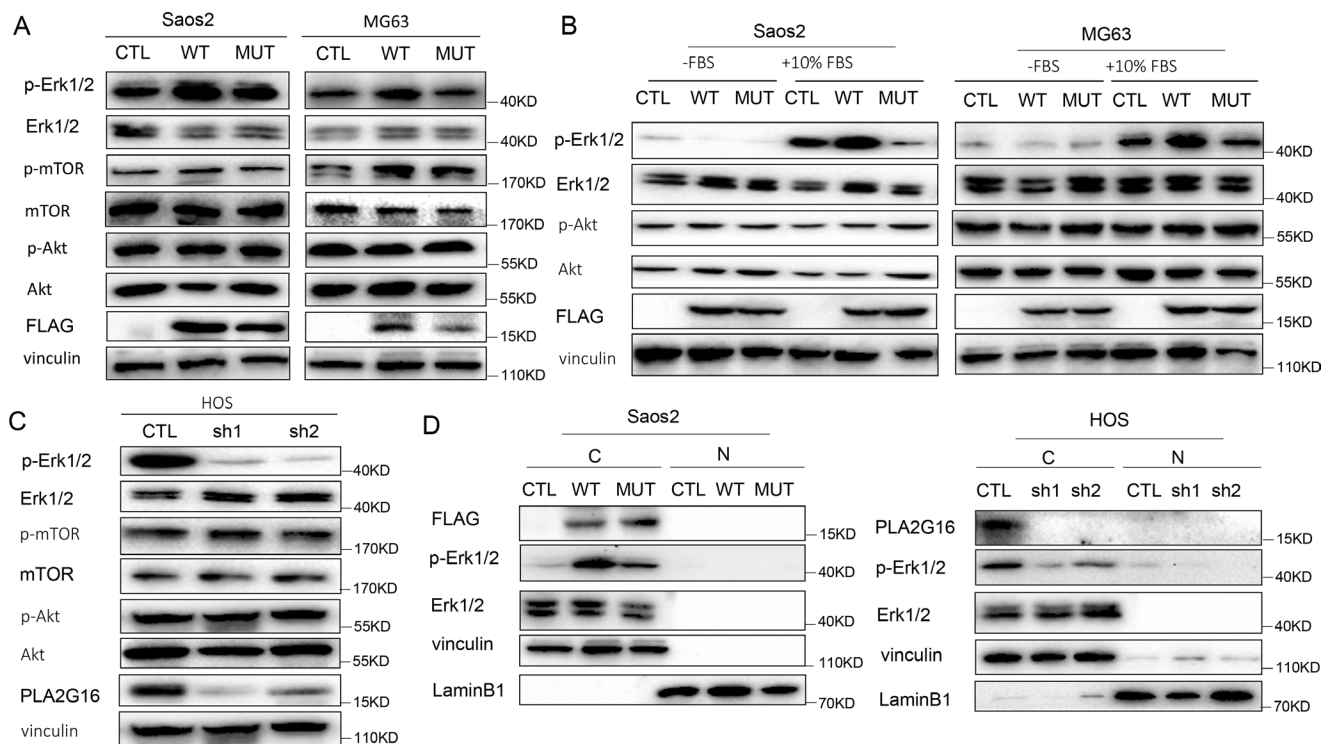 A
Saos2 MG63
CTL WT MUT CTL WT MUT
p-Erk1/2 40KD
Erk1/2 40KD
p-mTOR 170KD
mTOR 170KD
p-Akt 55KD
Akt 55KD
FLAG 15KD
vinculin 110KD
B
Saos2 MG63
-FBS +10% FBS -FBS +10% FBS
CTL WT MUT CTL WT MUT CTL WT MUT CTL WT MUT
p-Erk1/2 40KD
Erk1/2 40KD
p-Akt 55KD
Akt 55KD
FLAG 15KD
vinculin 110KD
C
HOS
CTL sh1 sh2
p-Erk1/2 40KD
Erk1/2 40KD
p-mTOR 170KD
mTOR 170KD
p-Akt 55KD
Akt 55KD
PLA2G16 15KD
vinculin 110KD
D
Saos2
C N
CTL WT MUT CTL WT MUT
FLAG 15KD
p-Erk1/2 40KD
Erk1/2 40KD
vinculin 110KD
LaminB1 70KD
HOS
C N
CTL sh1 sh2 CTL sh1 sh2
PLA2G16 15KD
p-Erk1/2 40KD
Erk1/2 40KD
vinculin 110KD
LaminB1 70KD